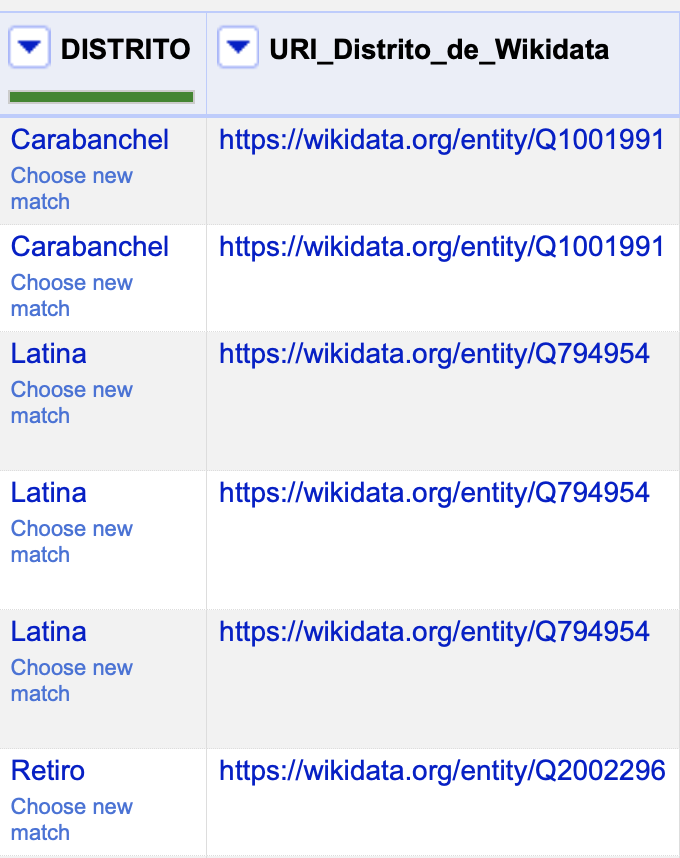 DISTRITO URI_Distrito_de_Wikidata
Carabanchel https://wikidata.org/entity/Q1001991
Choose new
match
Carabanchel https://wikidata.org/entity/Q1001991
Choose new
match
Latina https://wikidata.org/entity/Q794954
Choose new
match
Latina https://wikidata.org/entity/Q794954
Choose new
match
Latina https://wikidata.org/entity/Q794954
Choose new
match
Retiro https://wikidata.org/entity/Q2002296
Choose new
match